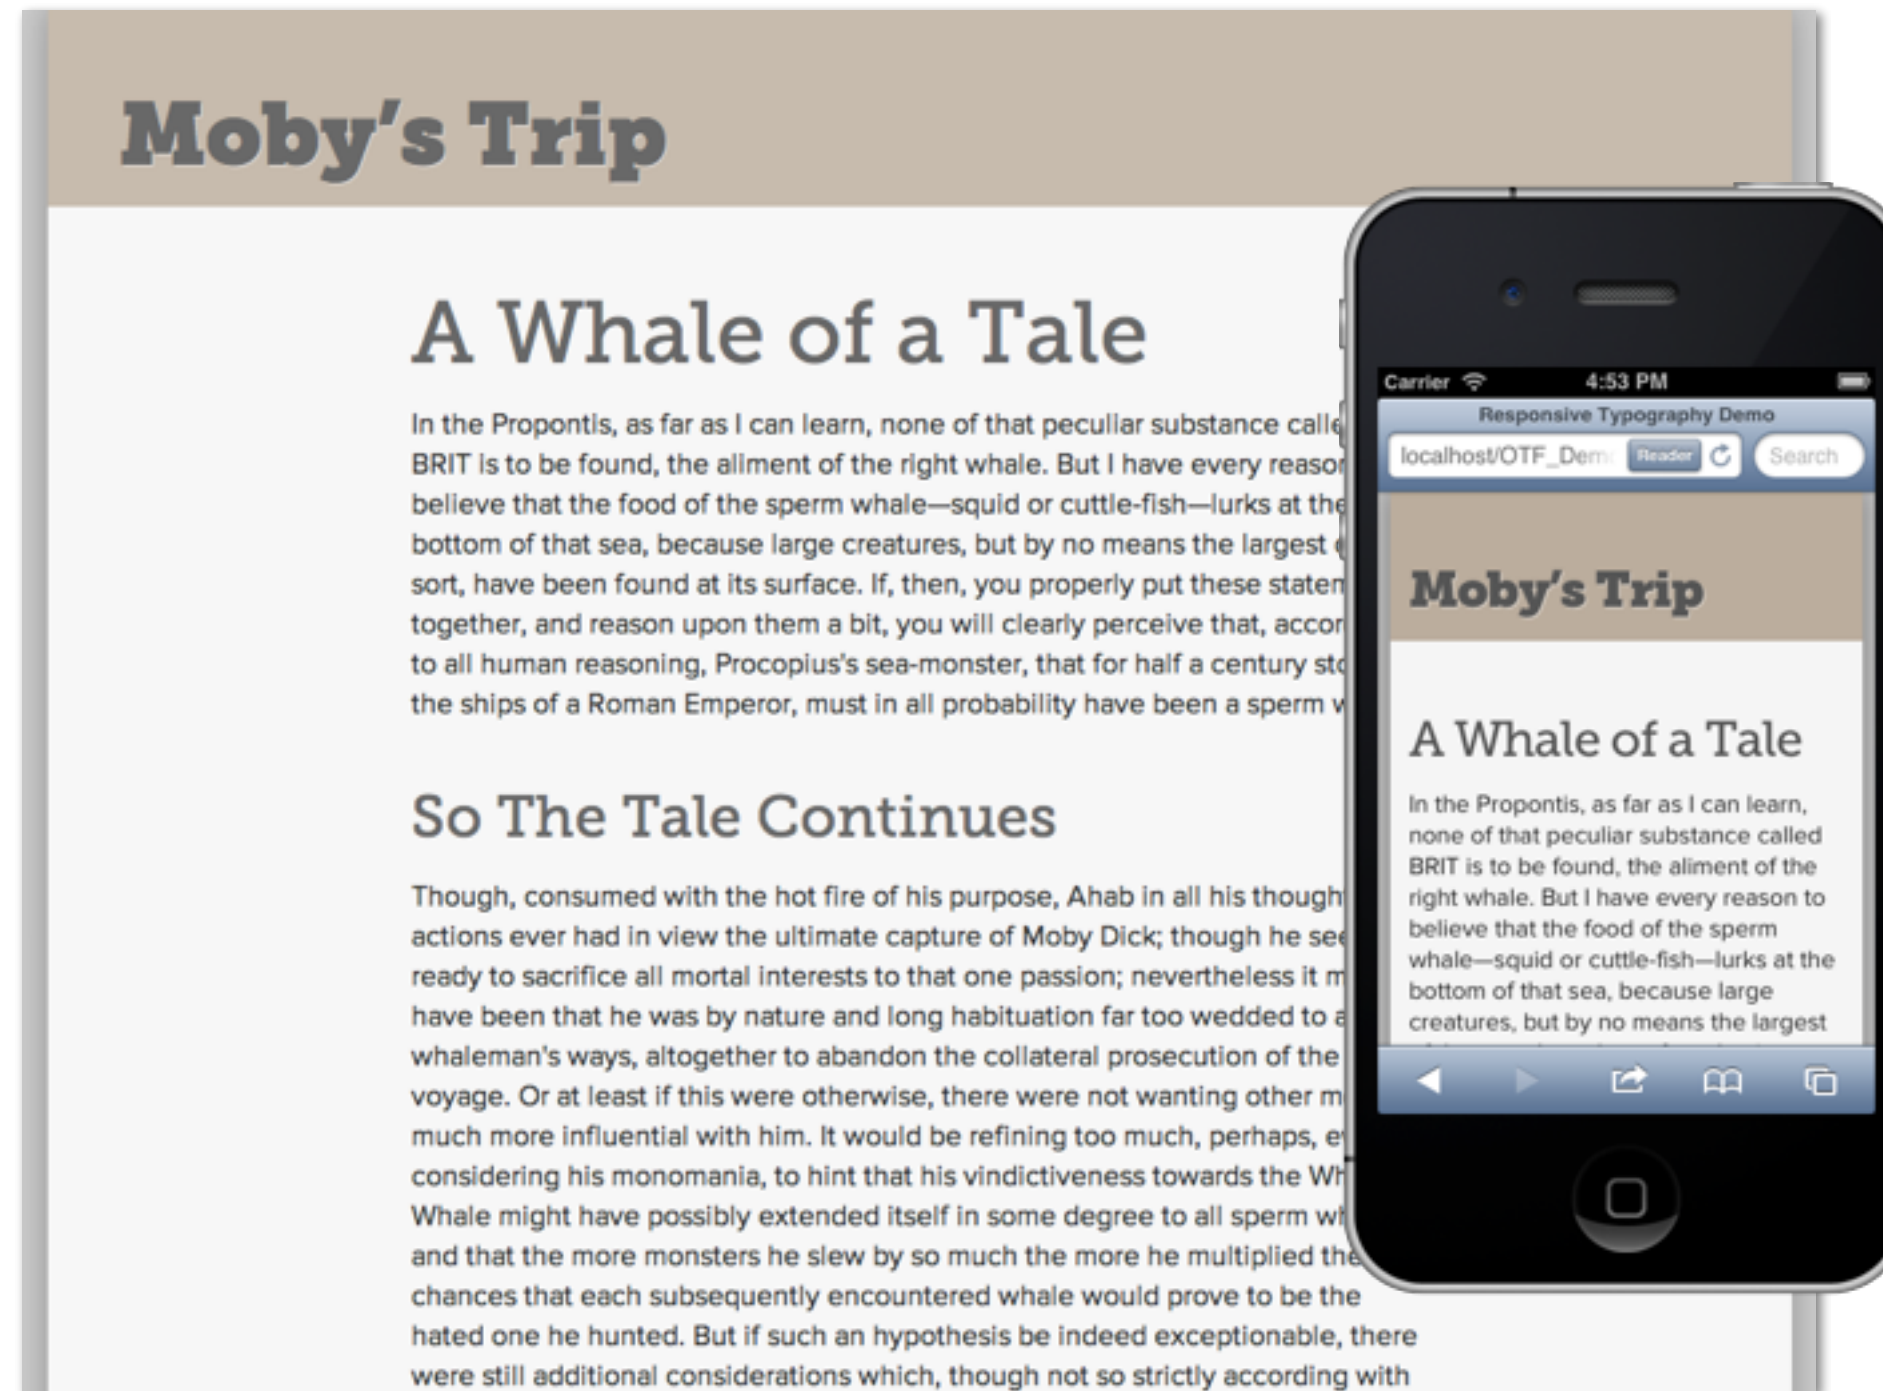 Moby's Trip
A Whale of a Tale
In the Propontis, as far as I can learn, none of that peculiar substance
BRIT is to be found, the aliment of the right whale. But I have every
believe that the food of the sperm whale—squid or cuttle-fish—lurks at
bottom of that sea, because large creatures, but by no means the largest
sort, have been found at its surface. If, then, you properly put these
together, and reason upon them a bit, you will clearly perceive that,
to all human reasoning, Procopius's sea-monster, that for half a century
the ships of a Roman Emperor, must in all probability have been a sperm
So The Tale Continues
Though, consumed with the hot fire of his purpose, Ahab in all his
actions ever had in view the ultimate capture of Moby Dick; though he
ready to sacrifice all mortal interests to that one passion; nevertheless it
have been that he was by nature and long habituation far too wedded to
whaleman's ways, altogether to abandon the collateral prosecution of the
voyage. Or at least if this were otherwise, there were not wanting other
much more influential with him. It would be refining too much, perhaps,
considering his monomania, to hint that his vindictiveness towards the
Whale might have possibly extended itself in some degree to all sperm
and that the more monsters he slew by so much the more he multiplied
chances that each subsequently encountered whale would prove to be the
hated one he hunted. But if such an hypothesis be indeed exceptionable, there
were still additional considerations which, though not so strictly according with
Carrier 4:53 PM
Responsive Typography Demo
localhost/OTF_Dem Reader Search
Moby's Trip
A Whale of a Tale
In the Propontis, as far as I can learn,
none of that peculiar substance called
BRIT is to be found, the aliment of the
right whale. But I have every reason to
believe that the food of the sperm
whale—squid or cuttle-fish—lurks at the
bottom of that sea, because large
creatures, but by no means the largest